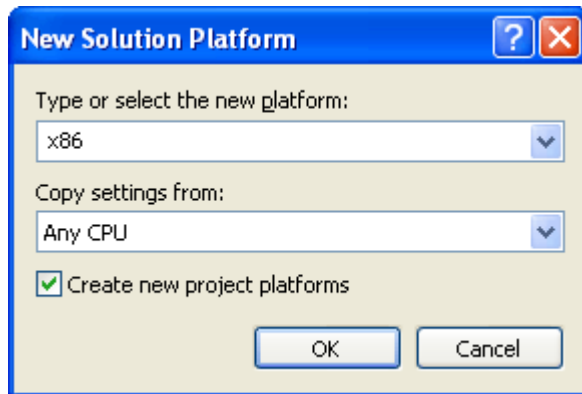 New Solution Platform
Type or select the new platform:
x86
Copy settings from:
Any CPU
Create new project platforms
OK
Cancel